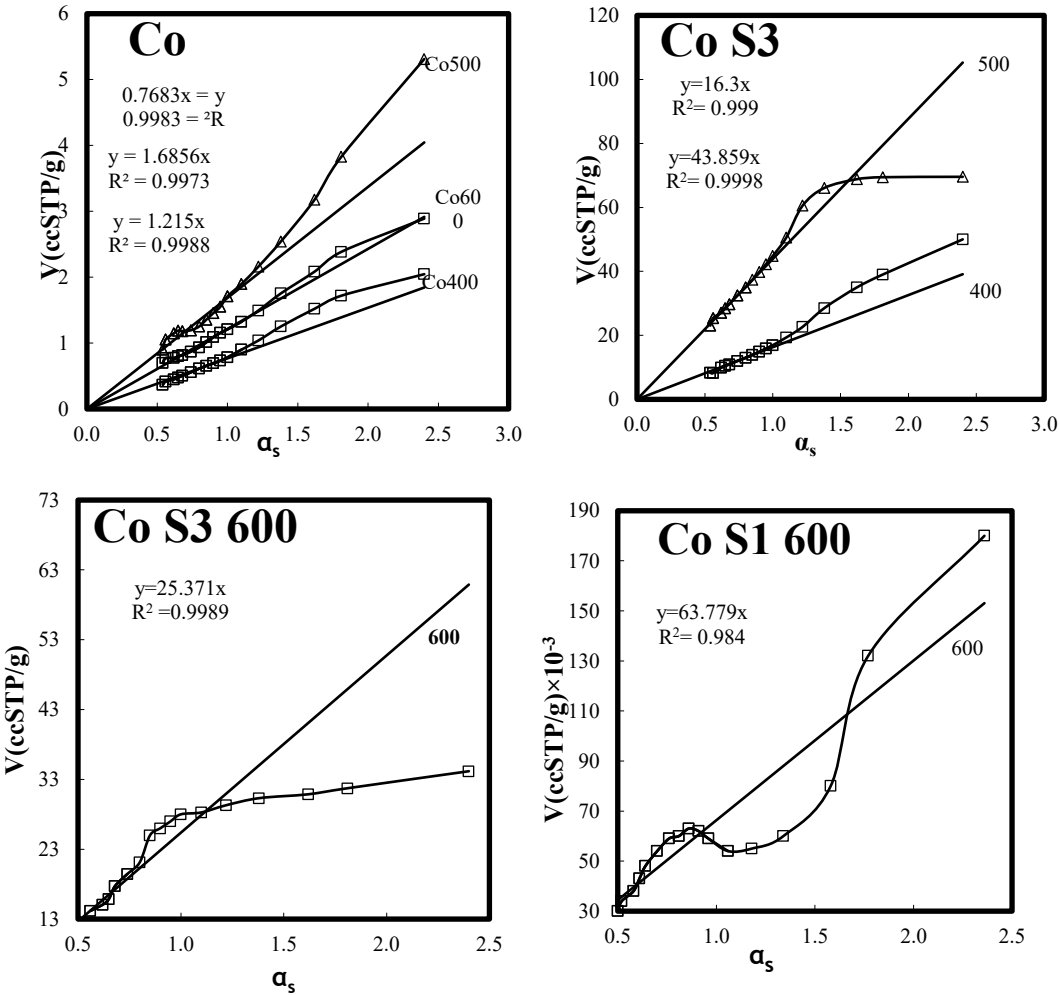 Co
Co500
0.7683x = y
0.9983 = ²R
y = 1.6856x
R² = 0.9973
y = 1.215x
R² = 0.9988
Co60
0
Co400
V(ccSTP/g)
6
5
4
3
2
1
0
0.0 0.5 1.0 1.5 2.0 2.5 3.0
αs
Co S3
500
y=16.3x
R²= 0.999
y=43.859x
R²= 0.9998
400
V(ccSTP/g)
120
100
80
60
40
20
0
0.0 0.5 1.0 1.5 2.0 2.5 3.0
αs
Co S3 600
y=25.371x
R² =0.9989
600
V(ccSTP/g)
73
63
53
43
33
23
13
0.5 1.0 1.5 2.0 2.5
αs
Co S1 600
y=63.779x
R²= 0.984
600
V(ccSTP/g)×10⁻³
190
170
150
130
110
90
70
50
30
0.5 1.0 1.5 2.0 2.5
αs